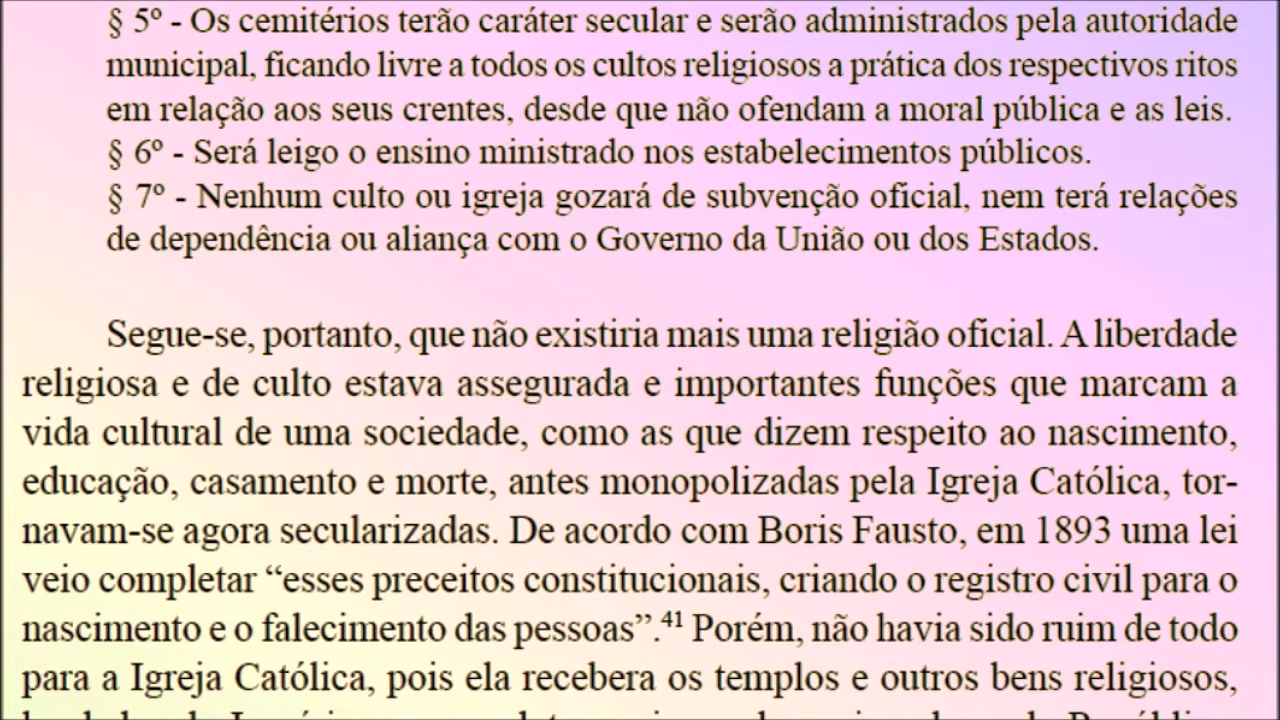 § 5º - Os cemitérios terão caráter secular e serão administrados pela autoridade
municipal, ficando livre a todos os cultos religiosos a prática dos respectivos ritos
em relação aos seus crentes, desde que não ofendam a moral pública e as leis.
§ 6º - Será leigo o ensino ministrado nos estabelecimentos públicos.
§ 7º - Nenhum culto ou igreja gozará de subvenção oficial, nem terá relações
de dependência ou aliança com o Governo da União ou dos Estados.
Segue-se, portanto, que não existiria mais uma religião oficial. A liberdade
religiosa e de culto estava assegurada e importantes funções que marcam a
vida cultural de uma sociedade, como as que dizem respeito ao nascimento,
educação, casamento e morte, antes monopolizadas pela Igreja Católica, tor-
navam-se agora secularizadas. De acordo com Boris Fausto, em 1893 uma lei
veio completar “esses preceitos constitucionais, criando o registro civil para o
nascimento e o falecimento das pessoas”.⁴¹ Porém, não havia sido ruim de todo
para a Igreja Católica, pois ela recebera os templos e outros bens religiosos,